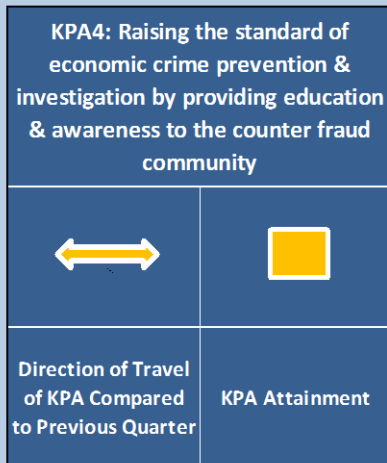 KPA4: Raising the standard of
economic crime prevention &
investigation by providing education
& awareness to the counter fraud
community
Direction of Travel
of KPA Compared
to Previous Quarter
KPA Attainment